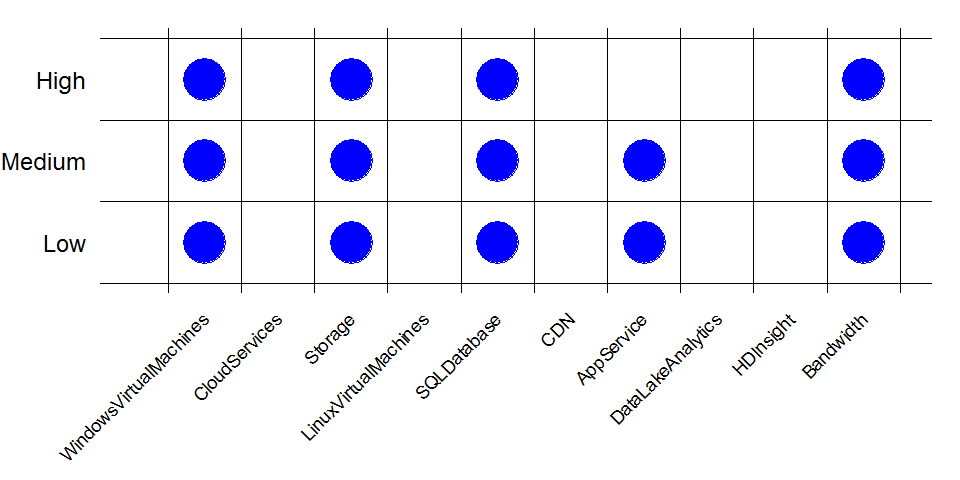 High
Medium
Low
WindowsVirtualMachines
CloudServices
Storage
LinuxVirtualMachines
SQLDatabase
CDN
AppService
DataLakeAnalytics
HDInsight
Bandwidth